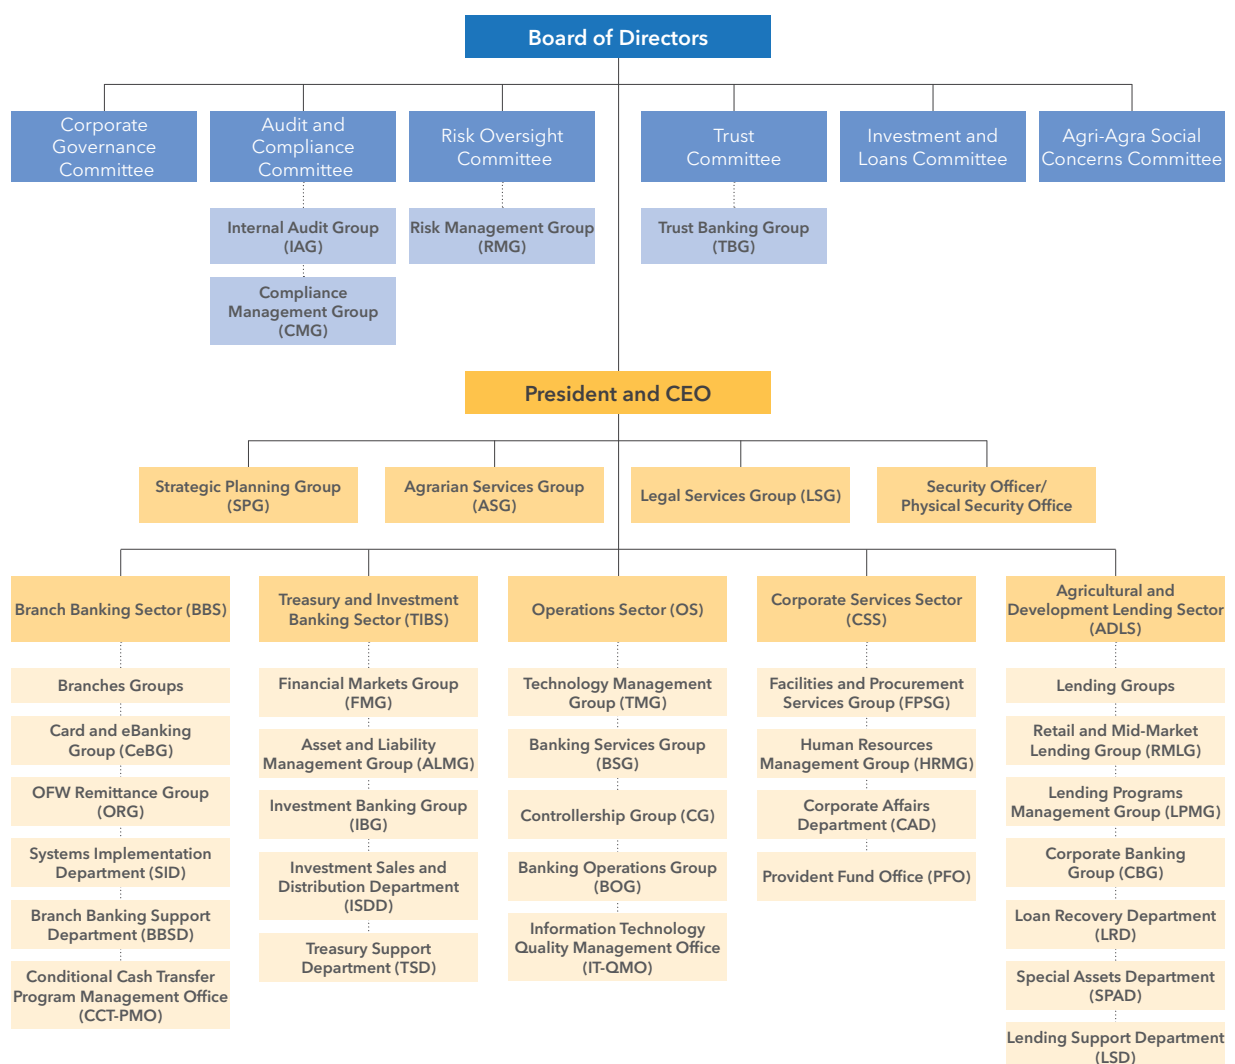 Board of Directors
Corporate
Governance
Committee
Audit and
Compliance
Committee
Risk Oversight
Committee
Trust
Committee
Investment and
Loans Committee
Agri-Agra Social
Concerns Committee
Internal Audit Group
(IAG)
Risk Management Group
(RMG)
Trust Banking Group
(TBG)
Compliance
Management Group
(CMG)
President and CEO
Strategic Planning Group
(SPG)
Agrarian Services Group
(ASG)
Legal Services Group (LSG)
Security Officer/
Physical Security Office
Branch Banking Sector (BBS)
Treasury and Investment
Banking Sector (TIBS)
Operations Sector (OS)
Corporate Services Sector
(CSS)
Agricultural and
Development Lending Sector
(ADLS)
Branches Groups
Card and eBanking
Group (CeBG)
OFW Remittance Group
(ORG)
Systems Implementation
Department (SID)
Branch Banking Support
Department (BBSD)
Conditional Cash Transfer
Program Management Office
(CCT-PMO)
Financial Markets Group
(FMG)
Asset and Liability
Management Group (ALMG)
Investment Banking Group
(IBG)
Investment Sales and
Distribution Department
(ISDD)
Treasury Support
Department (TSD)
Technology Management
Group (TMG)
Banking Services Group
(BSG)
Controllership Group (CG)
Banking Operations Group
(BOG)
Information Technology
Quality Management Office
(IT-QMO)
Facilities and Procurement
Services Group (FPSG)
Human Resources
Management Group (HRMG)
Corporate Affairs
Department (CAD)
Provident Fund Office (PFO)
Lending Groups
Retail and Mid-Market
Lending Group (RMLG)
Lending Programs
Management Group (LPMG)
Corporate Banking
Group (CBG)
Loan Recovery Department
(LRD)
Special Assets Department
(SPAD)
Lending Support Department
(LSD)